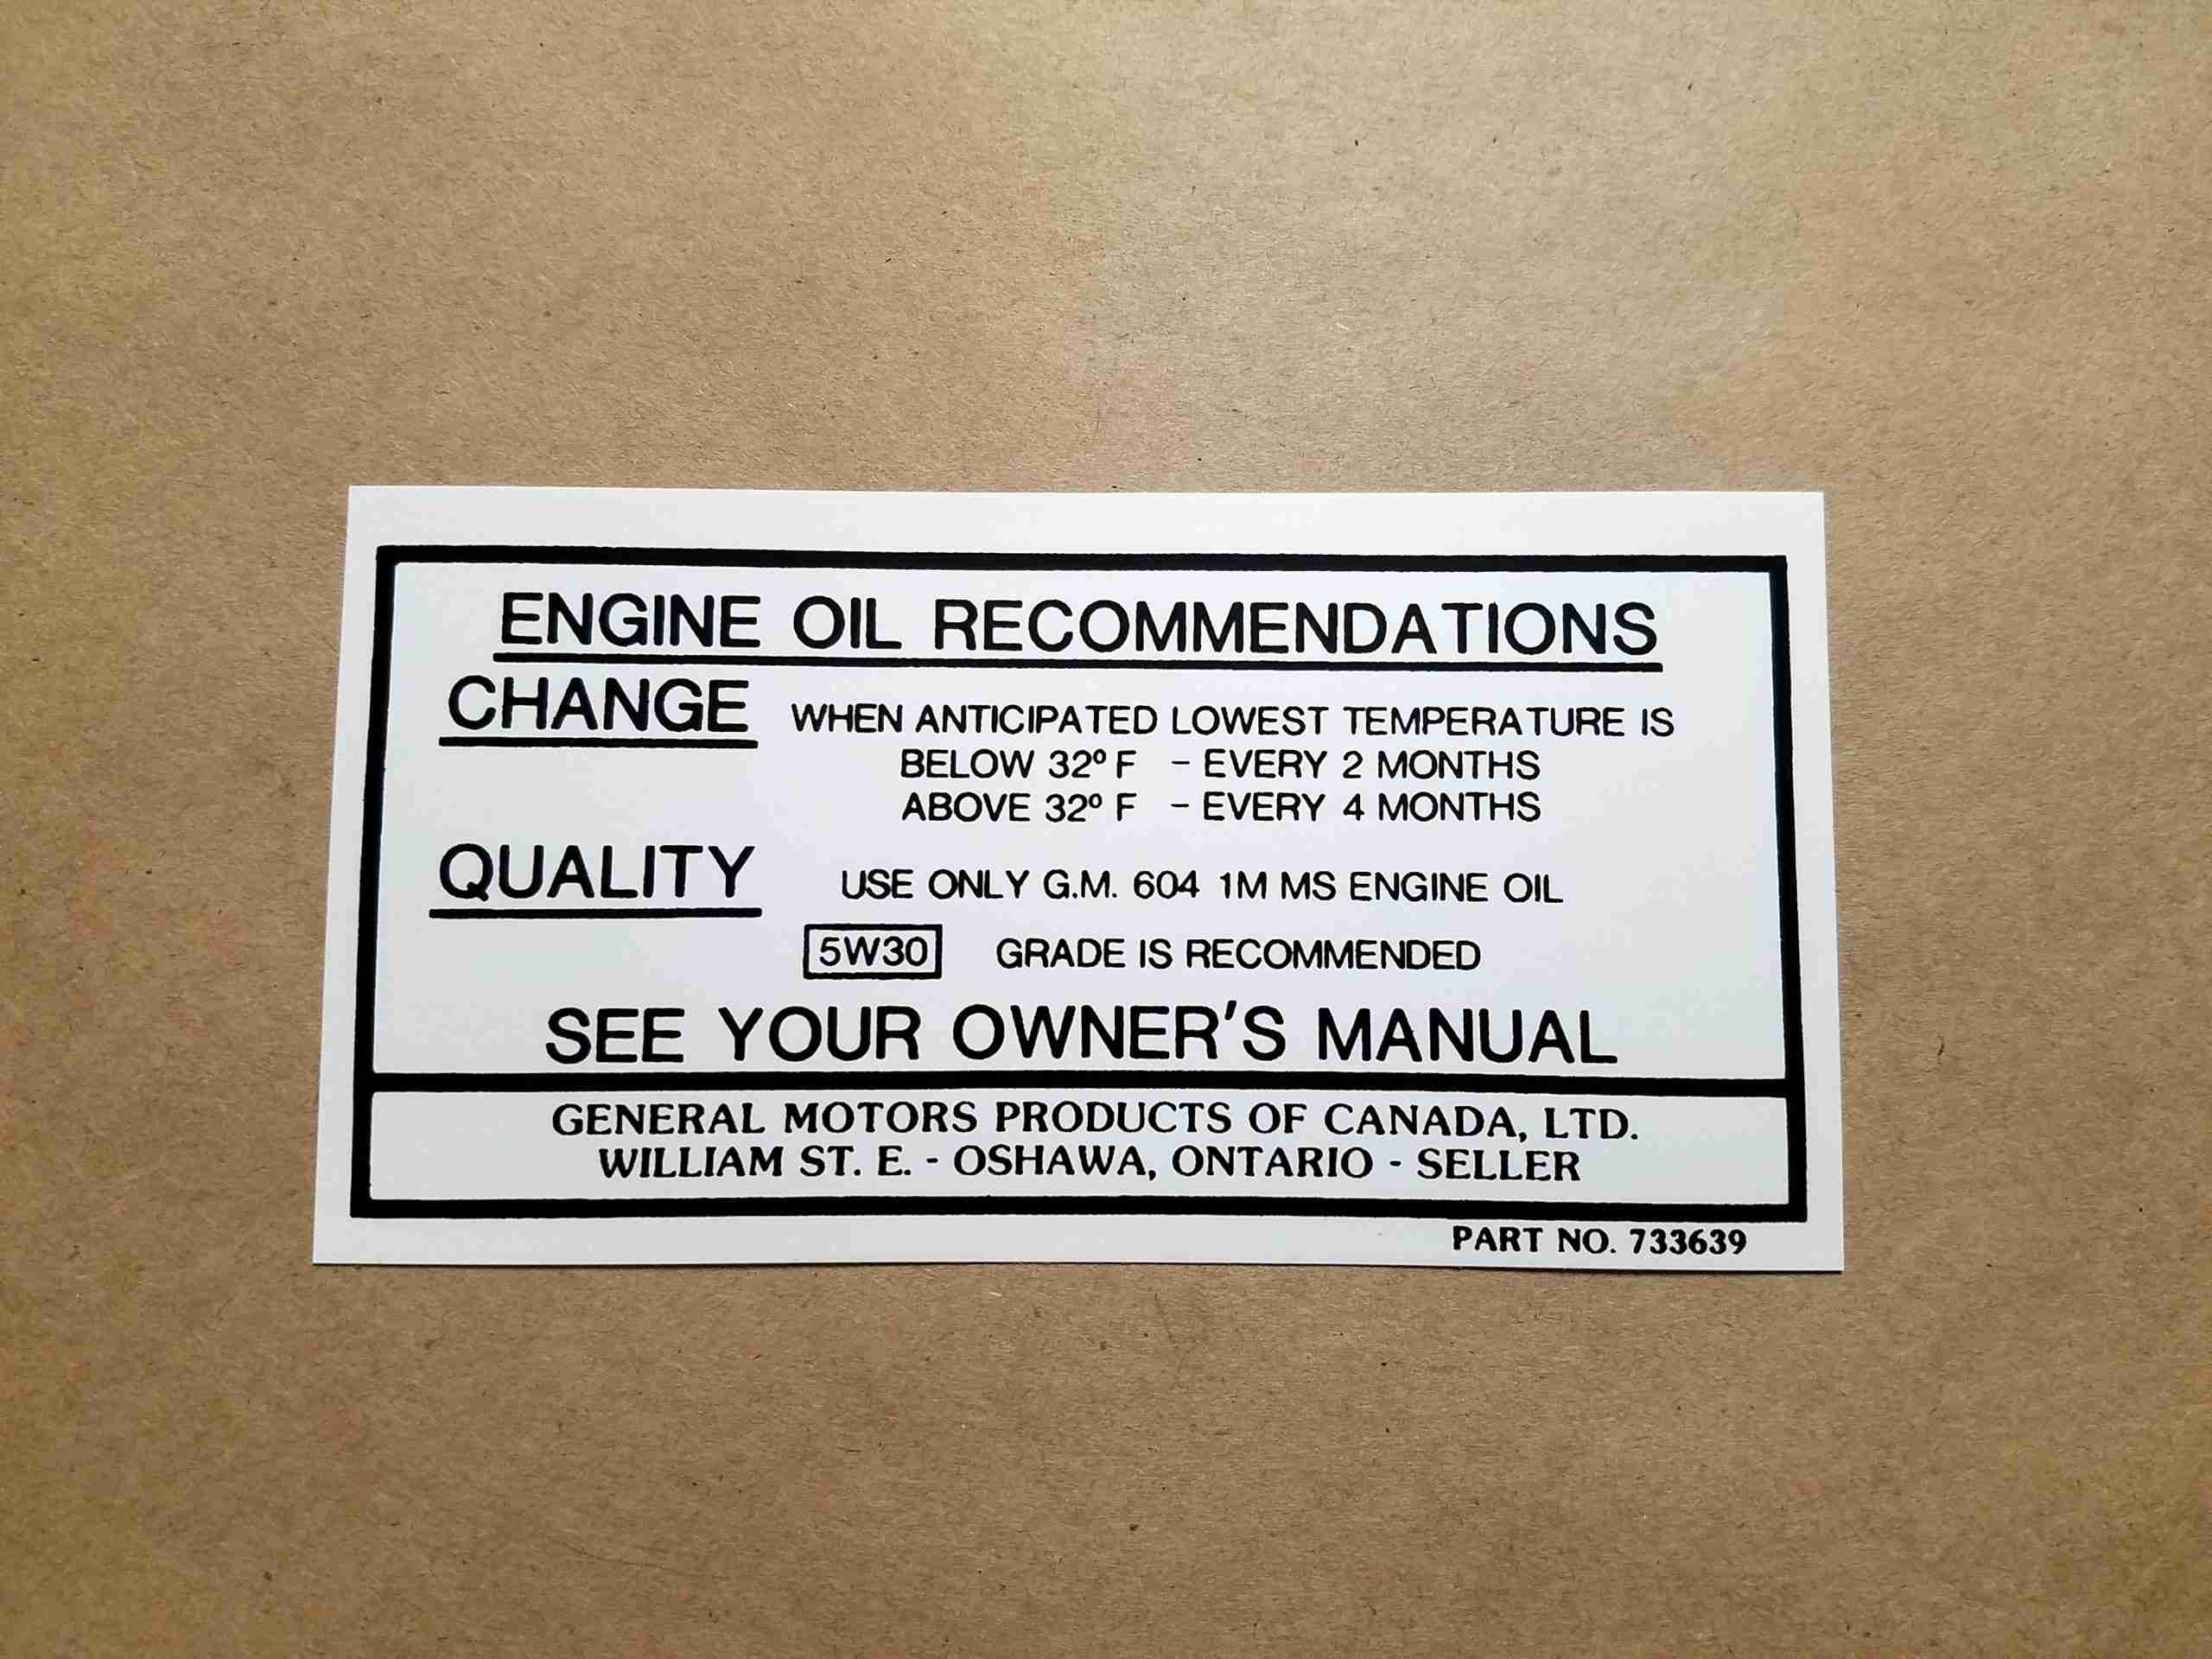 ENGINE OIL RECOMMENDATIONS
CHANGE WHEN ANTICIPATED LOWEST TEMPERATURE IS
BELOW 32º F - EVERY 2 MONTHS
ABOVE 32º F - EVERY 4 MONTHS
QUALITY USE ONLY G.M. 604 1M MS ENGINE OIL
5W30 GRADE IS RECOMMENDED
SEE YOUR OWNER'S MANUAL
GENERAL MOTORS PRODUCTS OF CANADA, LTD.
WILLIAM ST. E. - OSHAWA, ONTARIO - SELLER
PART NO. 733639